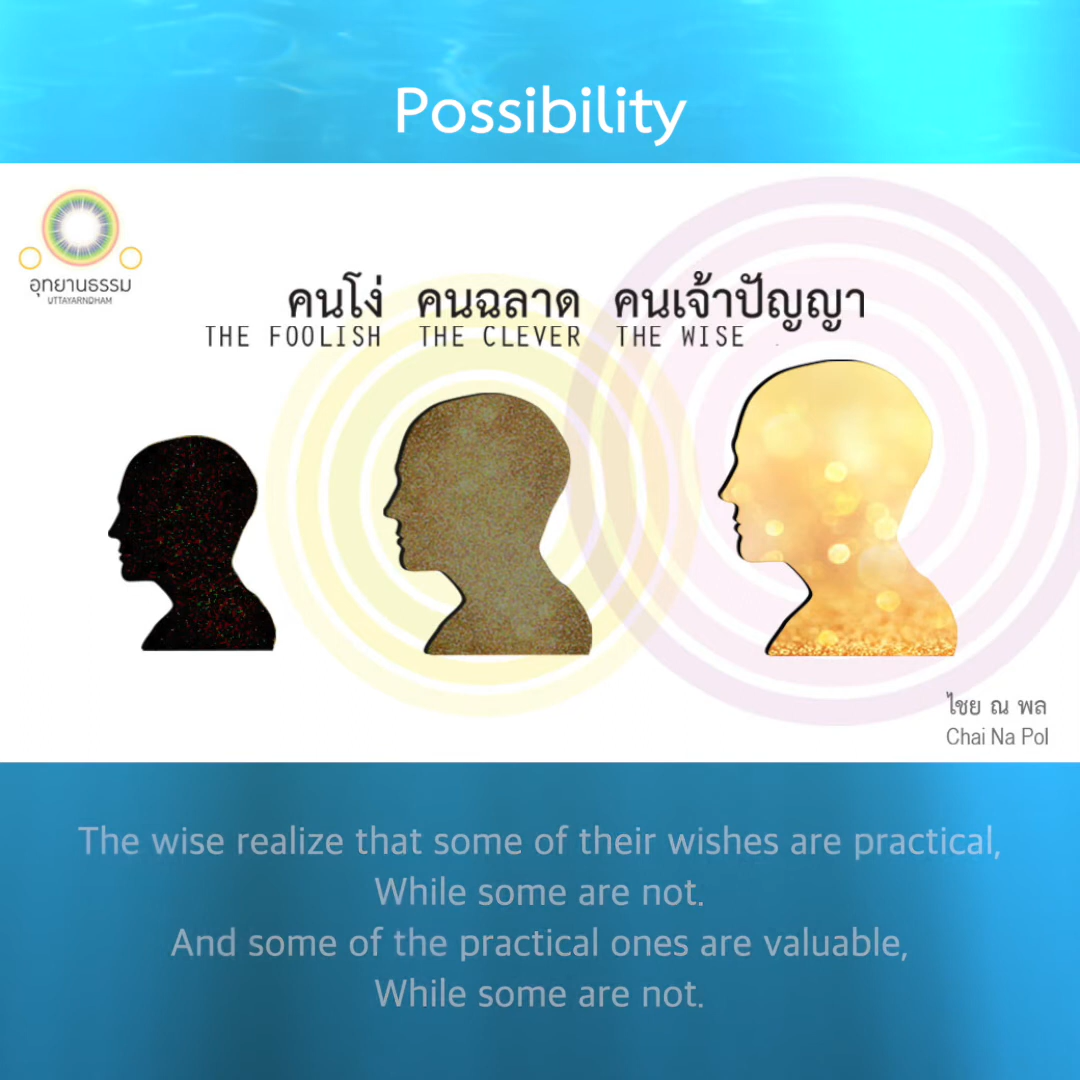 Possibility
อุทยานธรรม
UTTAYARNDHAM
คนโง่ คนฉลาด คนเจ้าปัญญา
THE FOOLISH THE CLEVER THE WISE
ไชย ณ พล
Chai Na Pol
The wise realize that some of their wishes are practical,
While some are not.
And some of the practical ones are valuable,
While some are not.